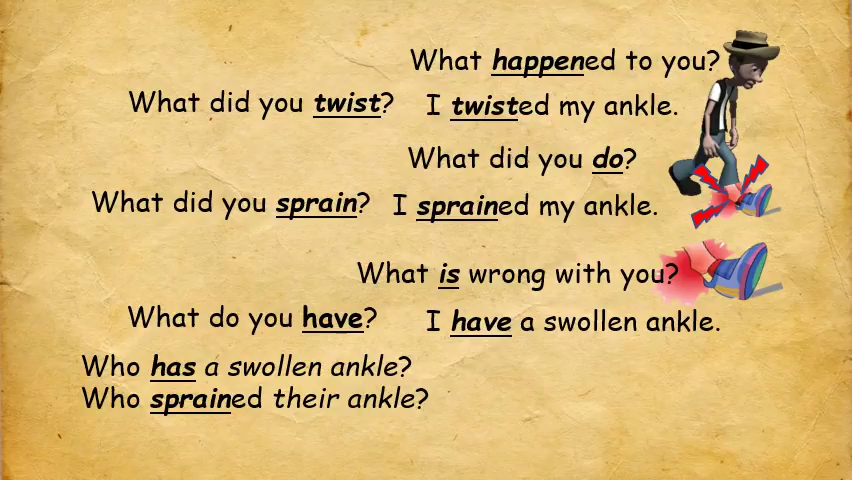 What happened to you?
What did you twist? I twisted my ankle.
What did you do?
What did you sprain? I sprained my ankle.
What is wrong with you?
What do you have? I have a swollen ankle.
Who has a swollen ankle?
Who sprained their ankle?